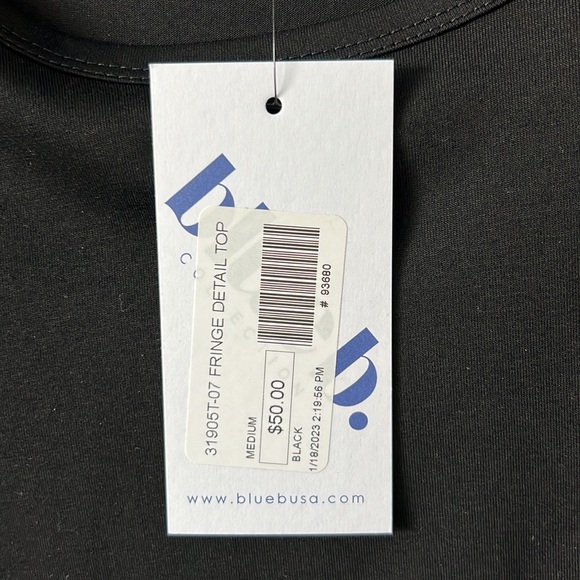 31905T-07 FRINGE DETAIL TOP
# 93680
MEDIUM
$50.00
BLACK
1/18/2023 2:19:56 PM
b.
www.bluebusa.com